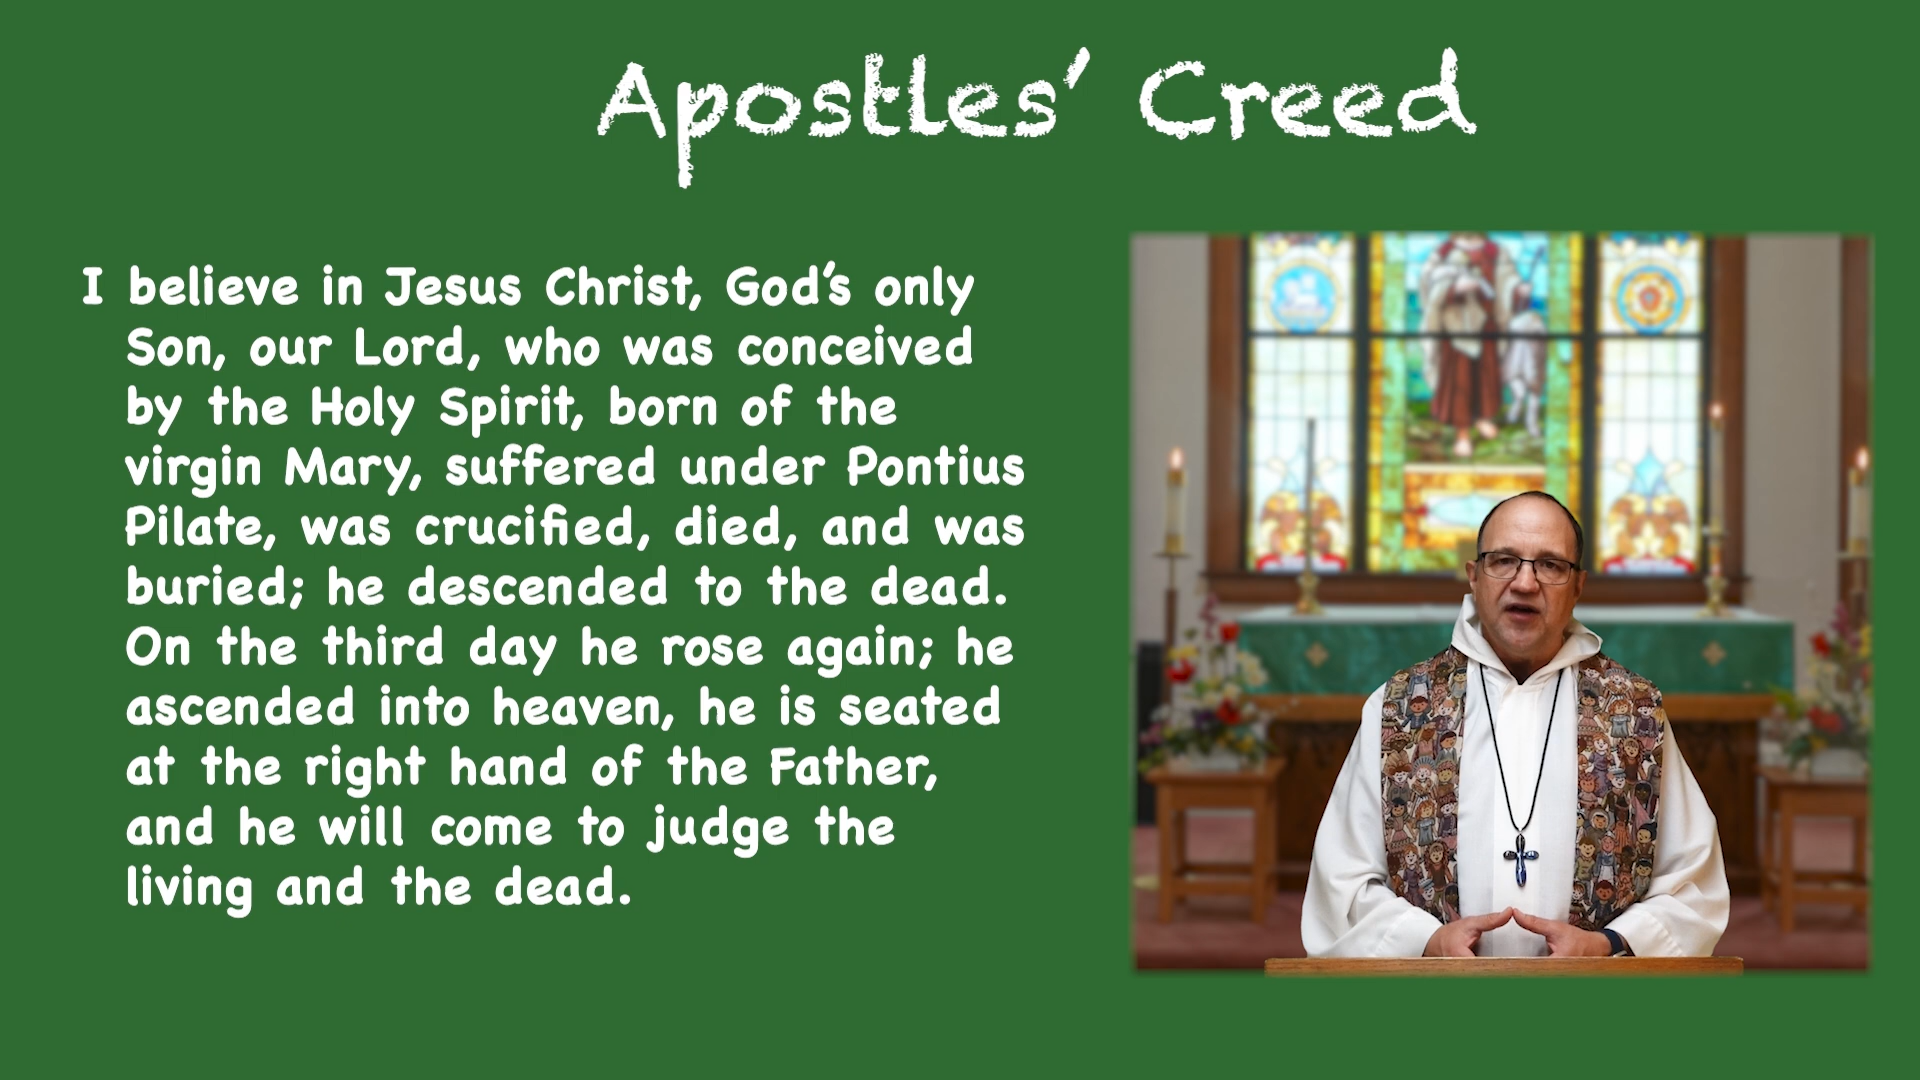 Apostles’ Creed
I believe in Jesus Christ, God’s only
Son, our Lord, who was conceived
by the Holy Spirit, born of the
virgin Mary, suffered under Pontius
Pilate, was crucified, died, and was
buried; he descended to the dead.
On the third day he rose again; he
ascended into heaven, he is seated
at the right hand of the Father,
and he will come to judge the
living and the dead.